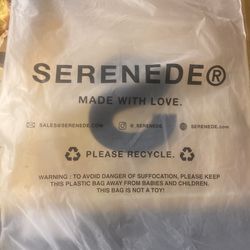 SERENEDE®
MADE WITH LOVE.
SALES@SERENEDE.COM SERENEDE. SERENEDE.com
PLEASE RECYCLE.
WARNING : TO AVOID DANGER OF SUFFOCATION, PLEASE KEEP
THIS PLASTIC BAG AWAY FROM BABIES AND CHILDREN.
THIS BAG IS NOT A TOY!